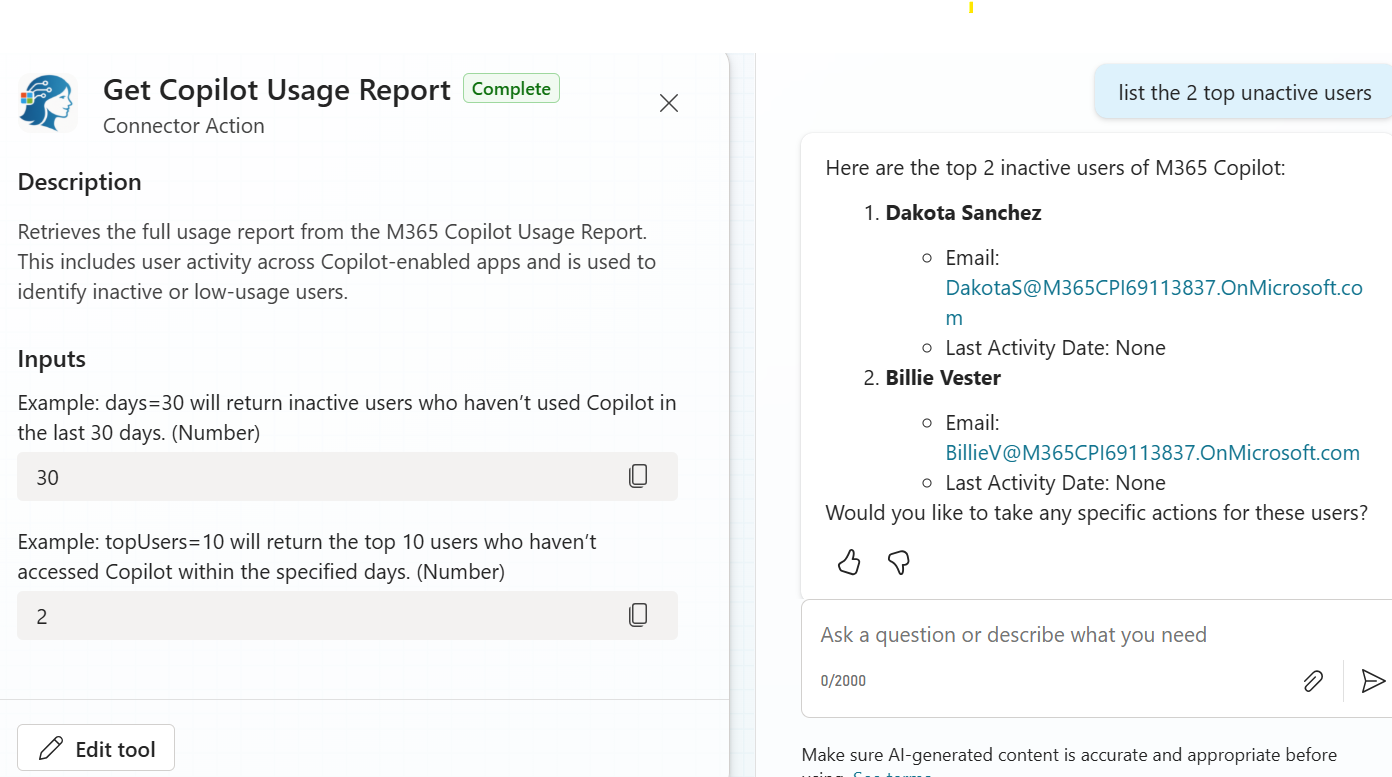 Get Copilot Usage Report Complete
Connector Action
Description
Retrieves the full usage report from the M365 Copilot Usage Report.
This includes user activity across Copilot-enabled apps and is used to
identify inactive or low-usage users.
Inputs
Example: days=30 will return inactive users who haven’t used Copilot in
the last 30 days. (Number)
30
Example: topUsers=10 will return the top 10 users who haven’t
accessed Copilot within the specified days. (Number)
2
Edit tool
list the 2 top unactive users
Here are the top 2 inactive users of M365 Copilot:
1. Dakota Sanchez
Email:
DakotaS@M365CPI69113837.OnMicrosoft.co
m
Last Activity Date: None
2. Billie Vester
Email:
BillieV@M365CPI69113837.OnMicrosoft.com
Last Activity Date: None
Would you like to take any specific actions for these users?
Ask a question or describe what you need
0/2000
Make sure AI-generated content is accurate and appropriate before
using. See terms